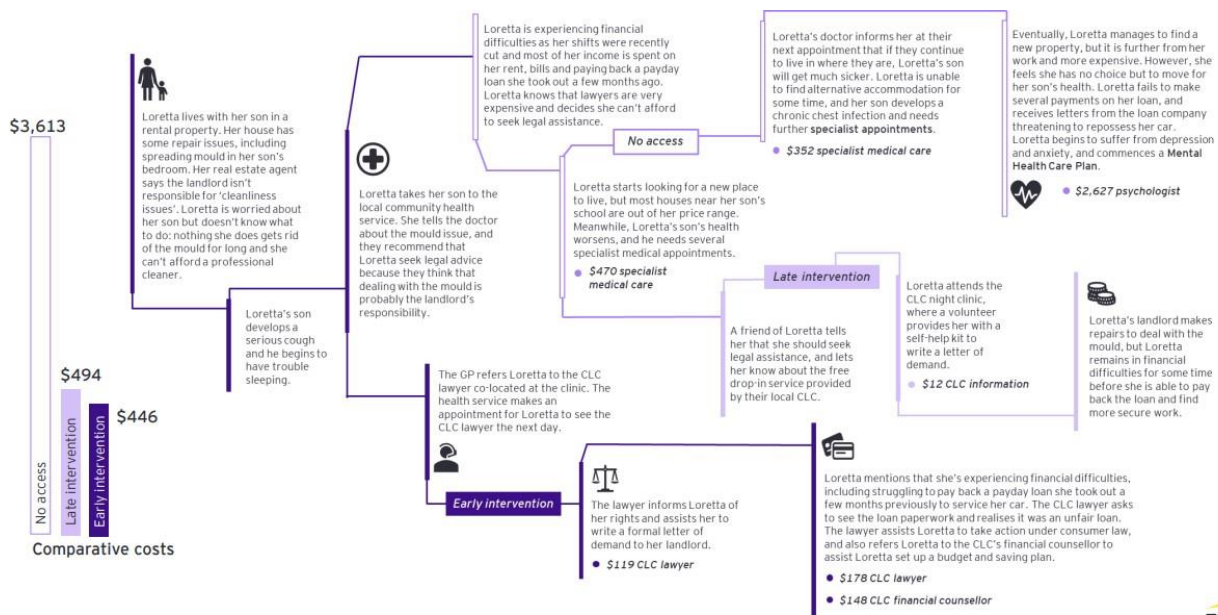 $3,613
No access
$494
Late intervention
$446
Early intervention
Comparative costs
Loretta lives with her son in a
rental property. Her house has
some repair issues, including
spreading mould in her son's
bedroom. Her real estate agent
says the landlord isn't
responsible for 'cleanliness
issues'. Loretta is worried about
her son but doesn't know what
to do: nothing she does gets rid
of the mould for long and she
can't afford a professional
cleaner.
Loretta's son
develops a
serious cough
and he begins to
have trouble
sleeping.
Loretta takes her son to the
local community health
service. She tells the doctor
about the mould issue, and
they recommend that
Loretta seek legal advice
because they think that
dealing with the mould is
probably the landlord's
responsibility.
Loretta is experiencing financial
difficulties as her shifts were recently
cut and most of her income is spent on
her rent, bills and paying back a payday
loan she took out a few months ago.
Loretta knows that lawyers are very
expensive and decides she can't afford
to seek legal assistance.
Loretta starts looking for a new place
to live, but most houses near her son's
school are out of her price range.
Meanwhile, Loretta's son's health
worsens, and he needs several
specialist medical appointments.
$470 specialist
medical care
No access
Loretta's doctor informs her at their
next appointment that if they continue
to live in where they are, Loretta's son
will get much sicker. Loretta is unable
to find alternative accommodation for
some time, and her son develops a
chronic chest infection and needs
further specialist appointments.
$352 specialist medical care
Eventually, Loretta manages to find a
new property, but it is further from her
work and more expensive. However, she
feels she has no choice but to move for
her son's health. Loretta fails to make
several payments on her loan, and
receives letters from the loan company
threatening to repossess her car.
Loretta begins to suffer from depression
and anxiety, and commences a Mental
Health Care Plan.
$2,627 psychologist
A friend of Loretta tells
her that she should seek
legal assistance, and lets
her know about the free
drop-in service provided
by their local CLC.
Late intervention
Loretta attends the
CLC night clinic,
where a volunteer
provides her with a
self-help kit to
write a letter of
demand.
$12 CLC information
Loretta's landlord makes
repairs to deal with the
mould, but Loretta
remains in financial
difficulties for some time
before she is able to pay
back the loan and find
more secure work.
The GP refers Loretta to the CLC
lawyer co-located at the clinic. The
health service makes an
appointment for Loretta to see the
CLC lawyer the next day.
Early intervention
The lawyer informs Loretta of
her rights and assists her to
write a formal letter of
demand to her landlord.
$119 CLC lawyer
Loretta mentions that she's experiencing financial difficulties,
including struggling to pay back a payday loan she took out a
few months previously to service her car. The CLC lawyer asks
to see the loan paperwork and realises it was an unfair loan.
The lawyer assists Loretta to take action under consumer law,
and also refers Loretta to the CLC's financial counsellor to
assist Loretta set up a budget and saving plan.
$178 CLC lawyer
$148 CLC financial counsellor